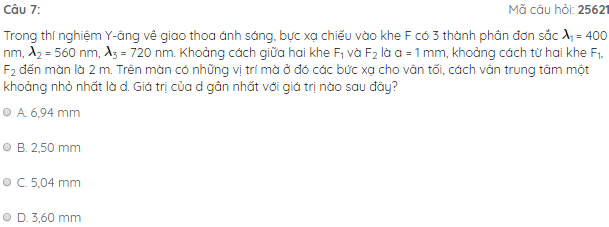 Câu 7: Mã câu hỏi: 25621
Trong thí nghiệm Y-âng về giao thoa ánh sáng, bực xạ chiếu vào khe F có 3 thành phân đơn sắc λ₁ = 400
nm, λ₂ = 560 nm, λ₃ = 720 nm. Khoảng cách giữa hai khe F₁ và F₂ là a = 1 mm, khoảng cách từ hai khe F₁,
F₂ đến màn là 2 m. Trên màn có những vị trí mà ở đó các bức xạ cho vân tối, cách vân trung tâm một
khoảng nhỏ nhất là d. Giá trị của d gần nhất với giá trị nào sau đây?
A. 6,94 mm
B. 2,50 mm
C. 5,04 mm
D. 3,60 mm